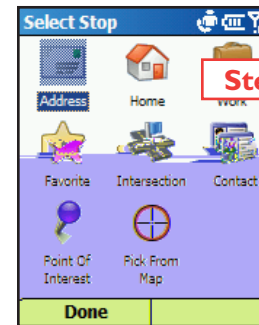 Select Stop
Address Home Work
Favorite Intersection Contact
Point Of Pick From
Interest Map
Done